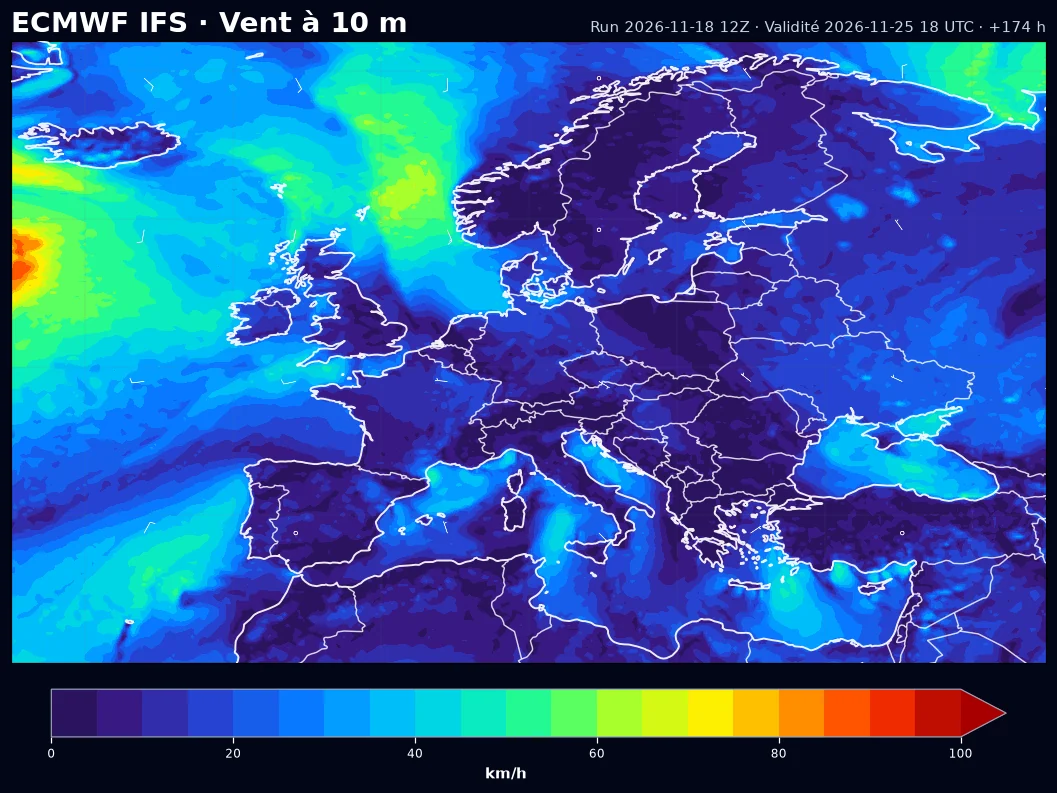 ECMWF IFS · Vent à 10 m
Run 2026-11-18 12Z · Validité 2026-11-25 18 UTC · +174 h
0 20 40 60 80 100
km/h